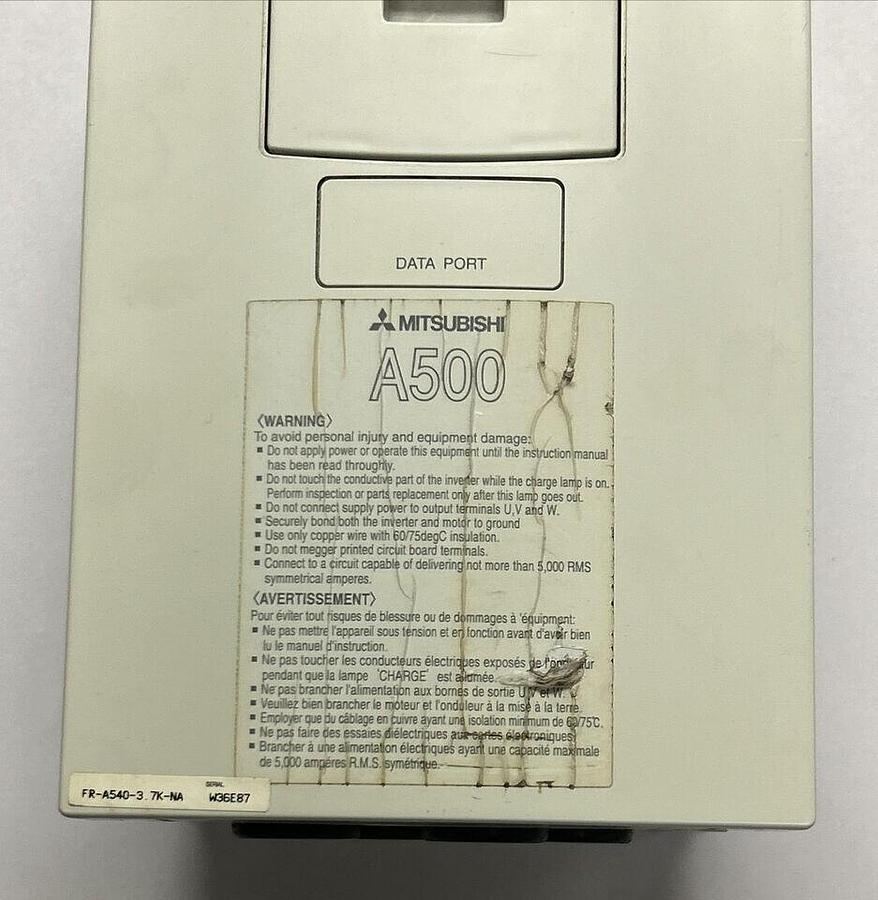 DATA PORT
MITSUBISHI
A500
〈WARNING〉
To avoid personal injury and equipment damage:
▪ Do not apply power or operate this equipment until the instruction manual
has been read throughly.
▪ Do not touch the conductive part of the inverter while the charge lamp is on.
Perform inspection or parts replacement only after this lamp goes out.
▪ Do not connect supply power to output terminals U,V and W.
▪ Securely bond both the inverter and motor to ground
▪ Use only copper wire with 60/75degC insulation.
▪ Do not megger printed circuit board terminals.
▪ Connect to a circuit capable of delivering not more than 5,000 RMS
symmetrical amperes.
〈AVERTISSEMENT〉
Pour éviter tout risques de blessure ou de dommages à 'équipment:
▪ Ne pas mettre l'appareil sous tension et en fonction avant d'avoir bien
lu le manuel d'instruction.
▪ Ne pas toucher les conducteurs électriques exposés de l'onduleur
pendant que la lampe 'CHARGE' est allumée.
▪ Ne pas brancher l'alimentation aux bornes de sortie U,V et W.
▪ Veuillez bien brancher le moteur et l'onduleur à la mise à la terre.
▪ Employer que du câblage en cuivre ayant une isolation minimum de 60/75℃.
▪ Ne pas faire des essaies diélectriques aux cartes électroniques.
▪ Brancher à une alimentation électriques ayant une capacité maximale
de 5,000 ampères R.M.S. symétrique.
SERIAL
FR-A540-3.7K-NA W36E87